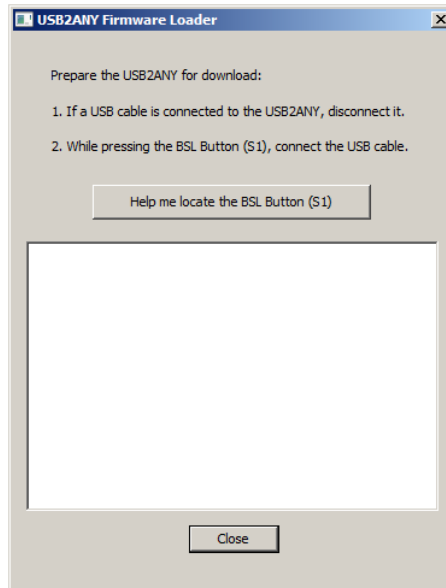 USB2ANY Firmware Loader
Prepare the USB2ANY for download:
1. If a USB cable is connected to the USB2ANY, disconnect it.
2. While pressing the BSL Button (S1), connect the USB cable.
Help me locate the BSL Button (S1)
Close